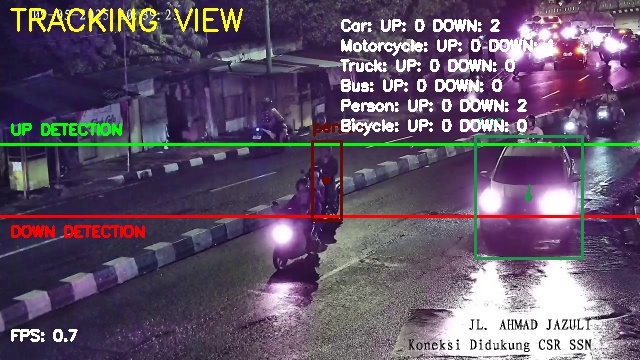 TRACKING VIEW
Car: UP: 0 DOWN: 2
Motorcycle: UP: 0 DOWN:
Truck: UP: 0 DOWN: 0
Bus: UP: 0 DOWN: 0
Person: UP: 0 DOWN: 2
Bicycle: UP: 0 DOWN: 0
UP DETECTION
DOWN DETECTION
FPS: 0.7
JL. AHMAD JAZULI
Koneksi Didukung CSR SSN